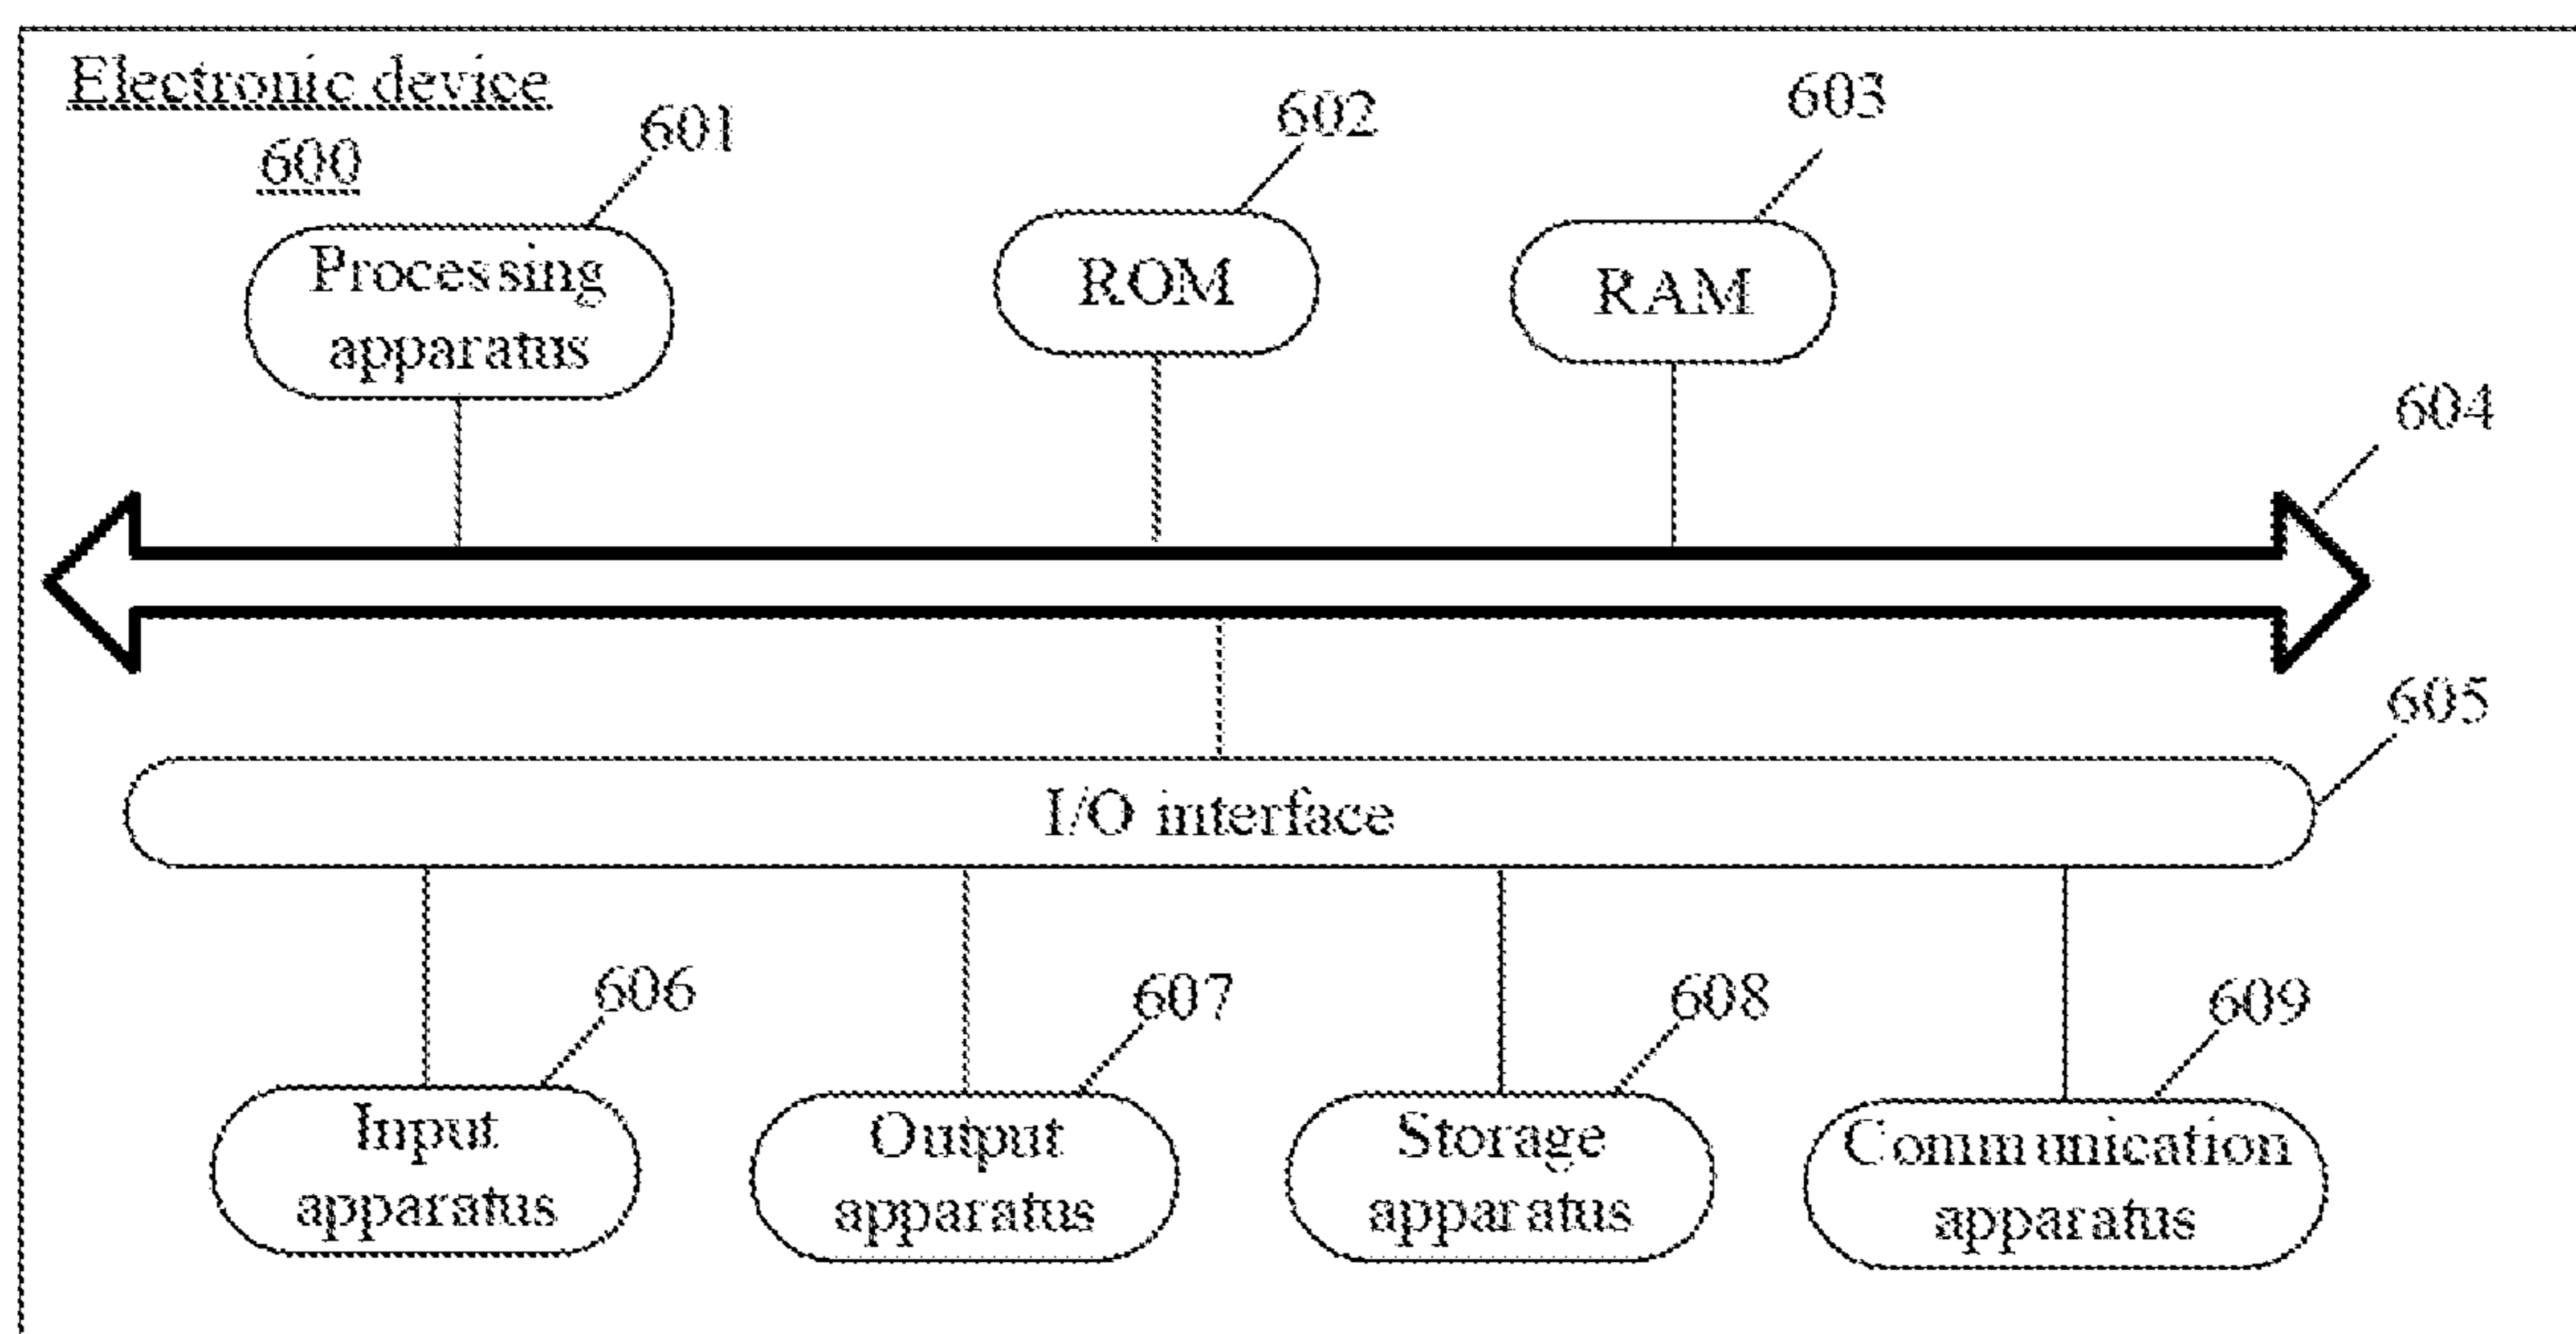 Electronic device
600
601
602
603
Processing
apparatus
ROM
RAM
604
605
I/O interface
606
607
608
609
Input
apparatus
Output
apparatus
Storage
apparatus
Communication
apparatus